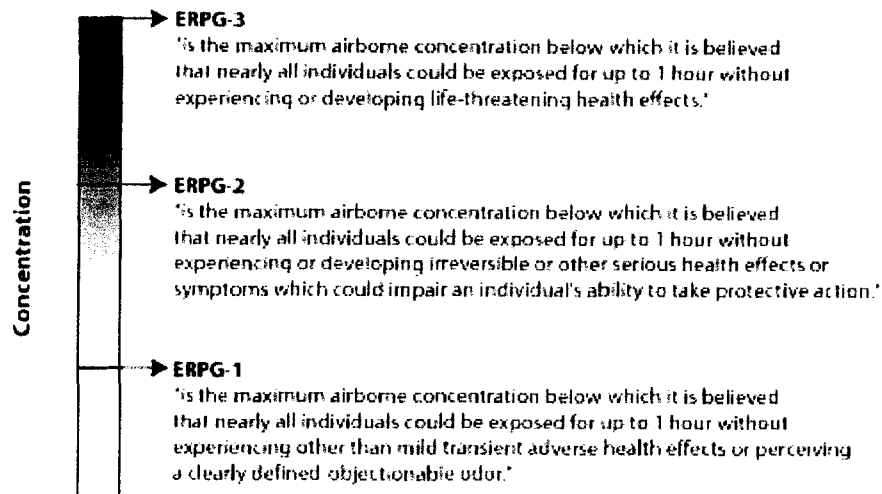 ERPG-3
"is the maximum airborne concentration below which it is believed
that nearly all individuals could be exposed for up to 1 hour without
experiencing or developing life-threatening health effects."
Concentration
ERPG-2
"is the maximum airborne concentration below which it is believed
that nearly all individuals could be exposed for up to 1 hour without
experiencing or developing irreversible or other serious health effects or
symptoms which could impair an individual's ability to take protective action."
ERPG-1
"is the maximum airborne concentration below which it is believed
that nearly all individuals could be exposed for up to 1 hour without
experiencing other than mild transient adverse health effects or perceiving
a clearly defined objectionable odor."